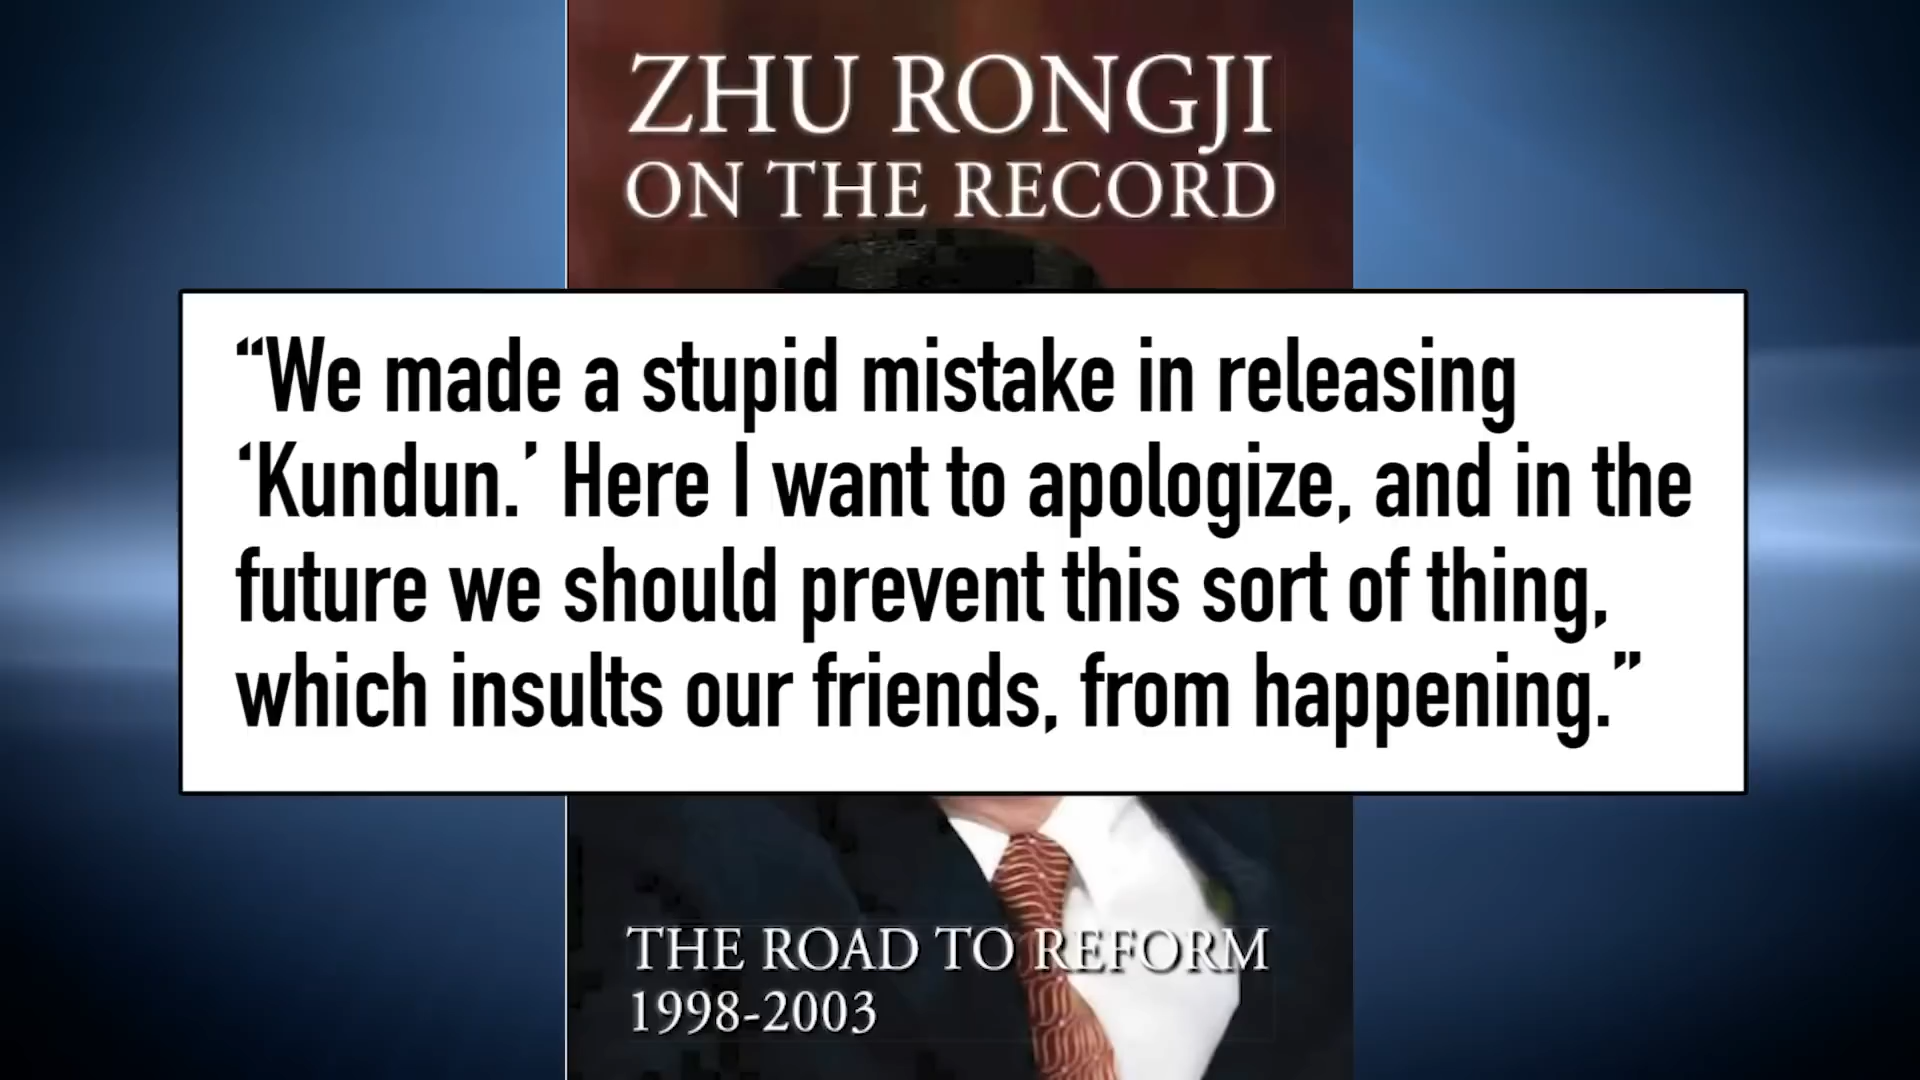 ZHU RONGJI
ON THE RECORD
“We made a stupid mistake in releasing
‘Kundun.’ Here I want to apologize, and in the
future we should prevent this sort of thing,
which insults our friends, from happening.”
THE ROAD TO REFORM
1998-2003